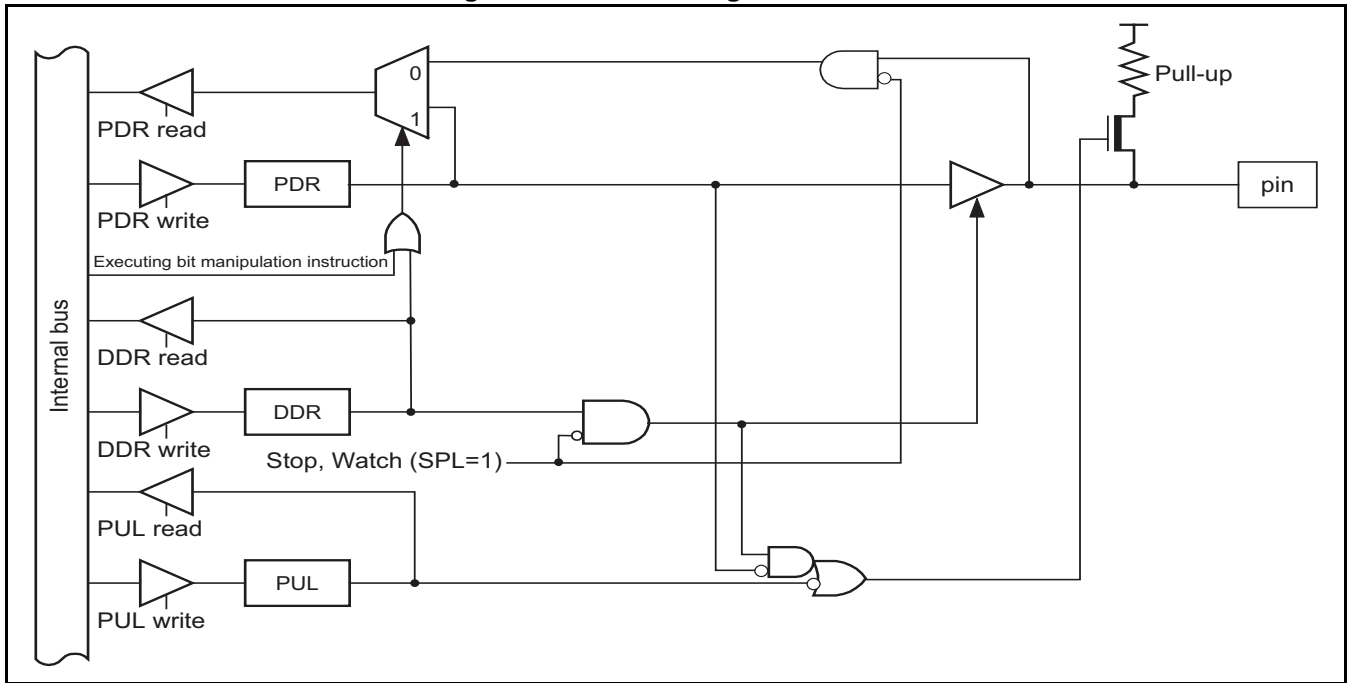 0
Pull-up
PDR read
1
PDR
pin
PDR write
Executing bit manipulation instruction
Internal bus
DDR read
DDR
DDR write
Stop, Watch (SPL=1)
PUL read
PUL
PUL write